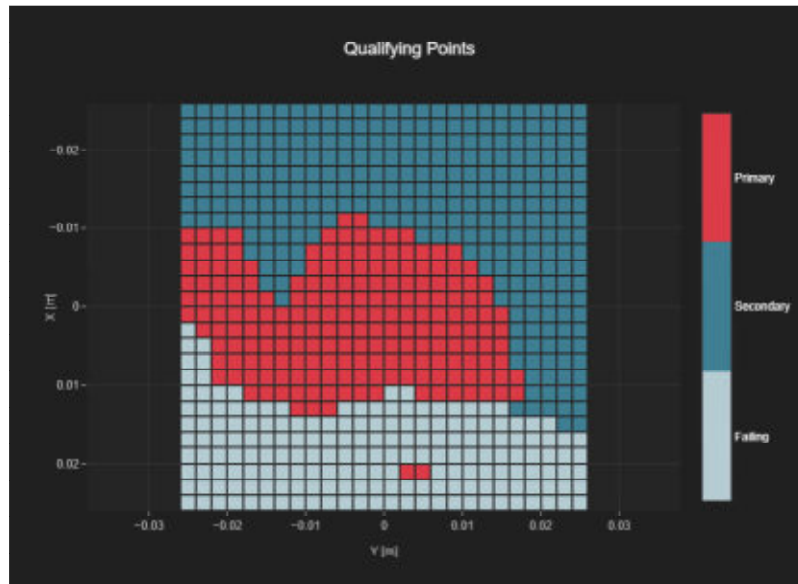 Qualifying Points
−0.02
−0.01
0
0.01
0.02
X [m]
−0.03
−0.02
−0.01
0
0.01
0.02
0.03
Y [m]
Primary
Secondary
Failing